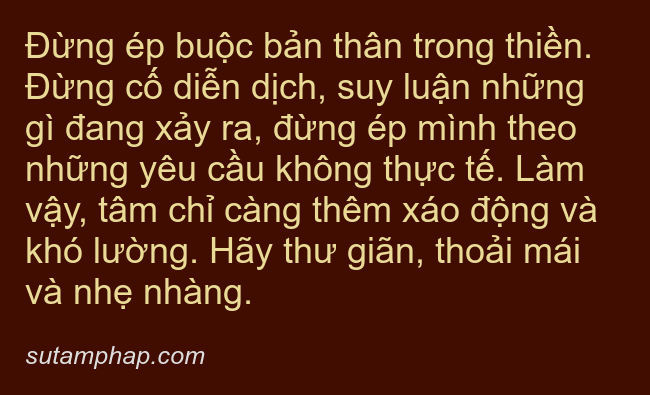 Đừng ép buộc bản thân trong thiền.
Đừng cố diễn dịch, suy luận những
gì đang xảy ra, đừng ép mình theo
những yêu cầu không thực tế. Làm
vậy, tâm chỉ càng thêm xáo động và
khó lường. Hãy thư giãn, thoải mái
và nhẹ nhàng.
sutamphap.com